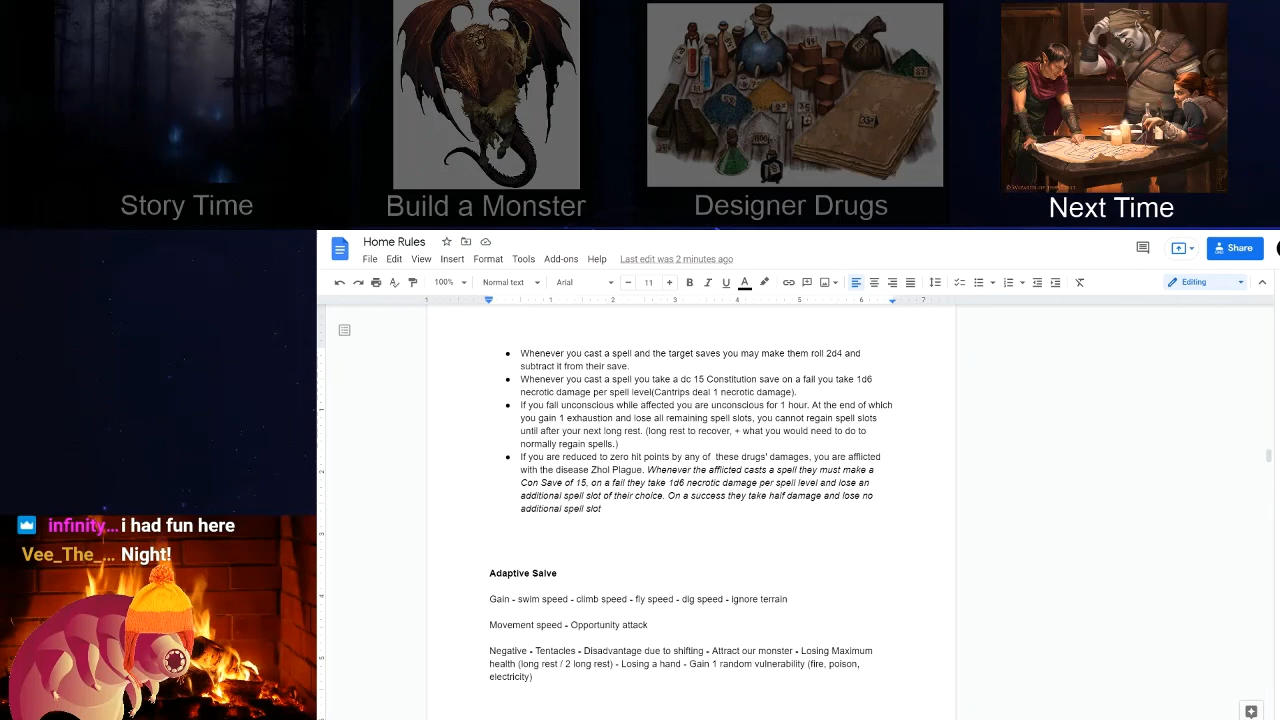 Story Time
Build a Monster
Designer Drugs
Next Time
Home Rules
File Edit View Insert Format Tools Add-ons Help Last edit was 2 minutes ago
Share
100% Normal text Arial 11 Editing
Whenever you cast a spell and the target saves you may make them roll 2d4 and
subtract it from their save.
Whenever you cast a spell you take a dc 15 Constitution save on a fail you take 1d6
necrotic damage per spell level(Cantrips deal 1 necrotic damage).
If you fall unconscious while affected you are unconscious for 1 hour. At the end of which
you gain 1 exhaustion and lose all remaining spell slots, you cannot regain spell slots
until after your next long rest. (long rest to recover, + what you would need to do to
normally regain spells.)
If you are reduced to zero hit points by any of these drugs' damages, you are afflicted
with the disease Zhol Plague. Whenever the afflicted casts a spell they must make a
Con Save of 15, on a fail they take 1d6 necrotic damage per spell level and lose an
additional spell slot of their choice. On a success they take half damage and lose no
additional spell slot
infinity... i had fun here
Vee_The_... Night!
Adaptive Salve
Gain - swim speed - climb speed - fly speed - dig speed - ignore terrain
Movement speed - Opportunity attack
Negative - Tentacles - Disadvantage due to shifting - Attract our monster - Losing Maximum
health (long rest / 2 long rest) - Losing a hand - Gain 1 random vulnerability (fire, poison,
electricity)